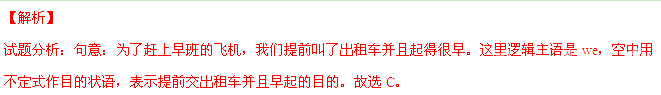 【解析】
试题分析：句意：为了赶上早班的飞机，我们提前叫了出租车并且起得很早。这里逻辑主语是 we，空中用
不定式作目的状语，表示提前交出租车并且早起的目的。故选 C。